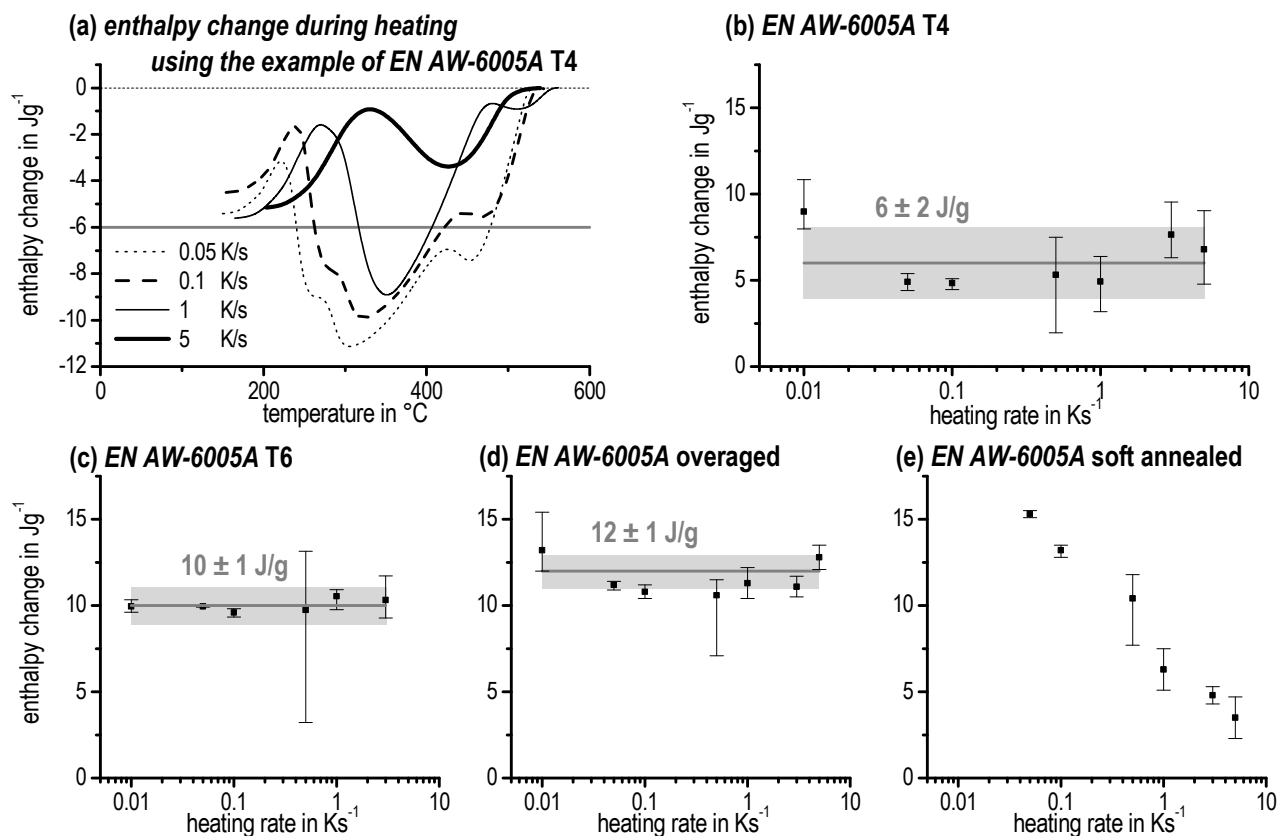 (a) enthalpy change during heating
using the example of EN AW-6005A T4
enthalpy change in Jg⁻¹
0
-2
-4
-6
-8
-10
-12
0.05 K/s
0.1 K/s
1 K/s
5 K/s
0 200 400 600
temperature in °C
(b) EN AW-6005A T4
enthalpy change in Jg⁻¹
15
10
5
0
6 ± 2 J/g
0.01 0.1 1 10
heating rate in Ks⁻¹
(c) EN AW-6005A T6
enthalpy change in Jg⁻¹
15
10
5
0
10 ± 1 J/g
0.01 0.1 1 10
heating rate in Ks⁻¹
(d) EN AW-6005A overaged
15
10
5
0
12 ± 1 J/g
0.01 0.1 1 10
heating rate in Ks⁻¹
(e) EN AW-6005A soft annealed
15
10
5
0
0.01 0.1 1 10
heating rate in Ks⁻¹